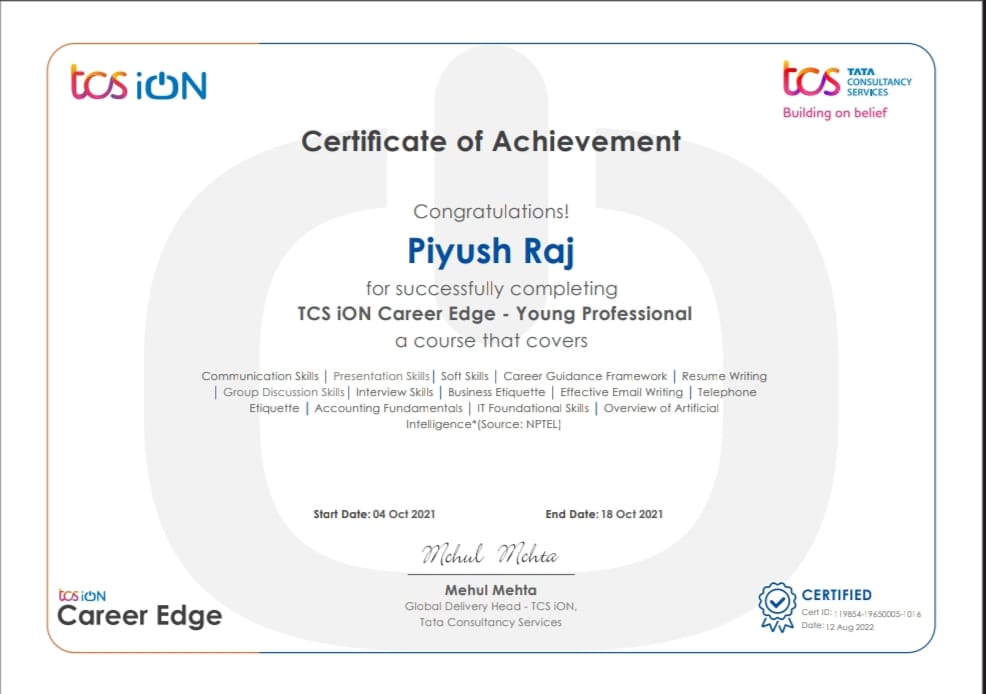 tcs iON
tcs TATA
CONSULTANCY
SERVICES
Building on belief
Certificate of Achievement
Congratulations!
Piyush Raj
for successfully completing
TCS iON Career Edge - Young Professional
a course that covers
Communication Skills | Presentation Skills | Soft Skills | Career Guidance Framework | Resume Writing
| Group Discussion Skills | Interview Skills | Business Etiquette | Effective Email Writing | Telephone
Etiquette | Accounting Fundamentals | IT Foundational Skills | Overview of Artificial
Intelligence*(Source: NPTEL)
Start Date: 04 Oct 2021 End Date: 18 Oct 2021
Mehul Mehta
Mehul Mehta
Global Delivery Head - TCS iON,
Tata Consultancy Services
tcs iON
Career Edge
CERTIFIED
Cert ID: 119854-19650005-1016
Date: 12 Aug 2022